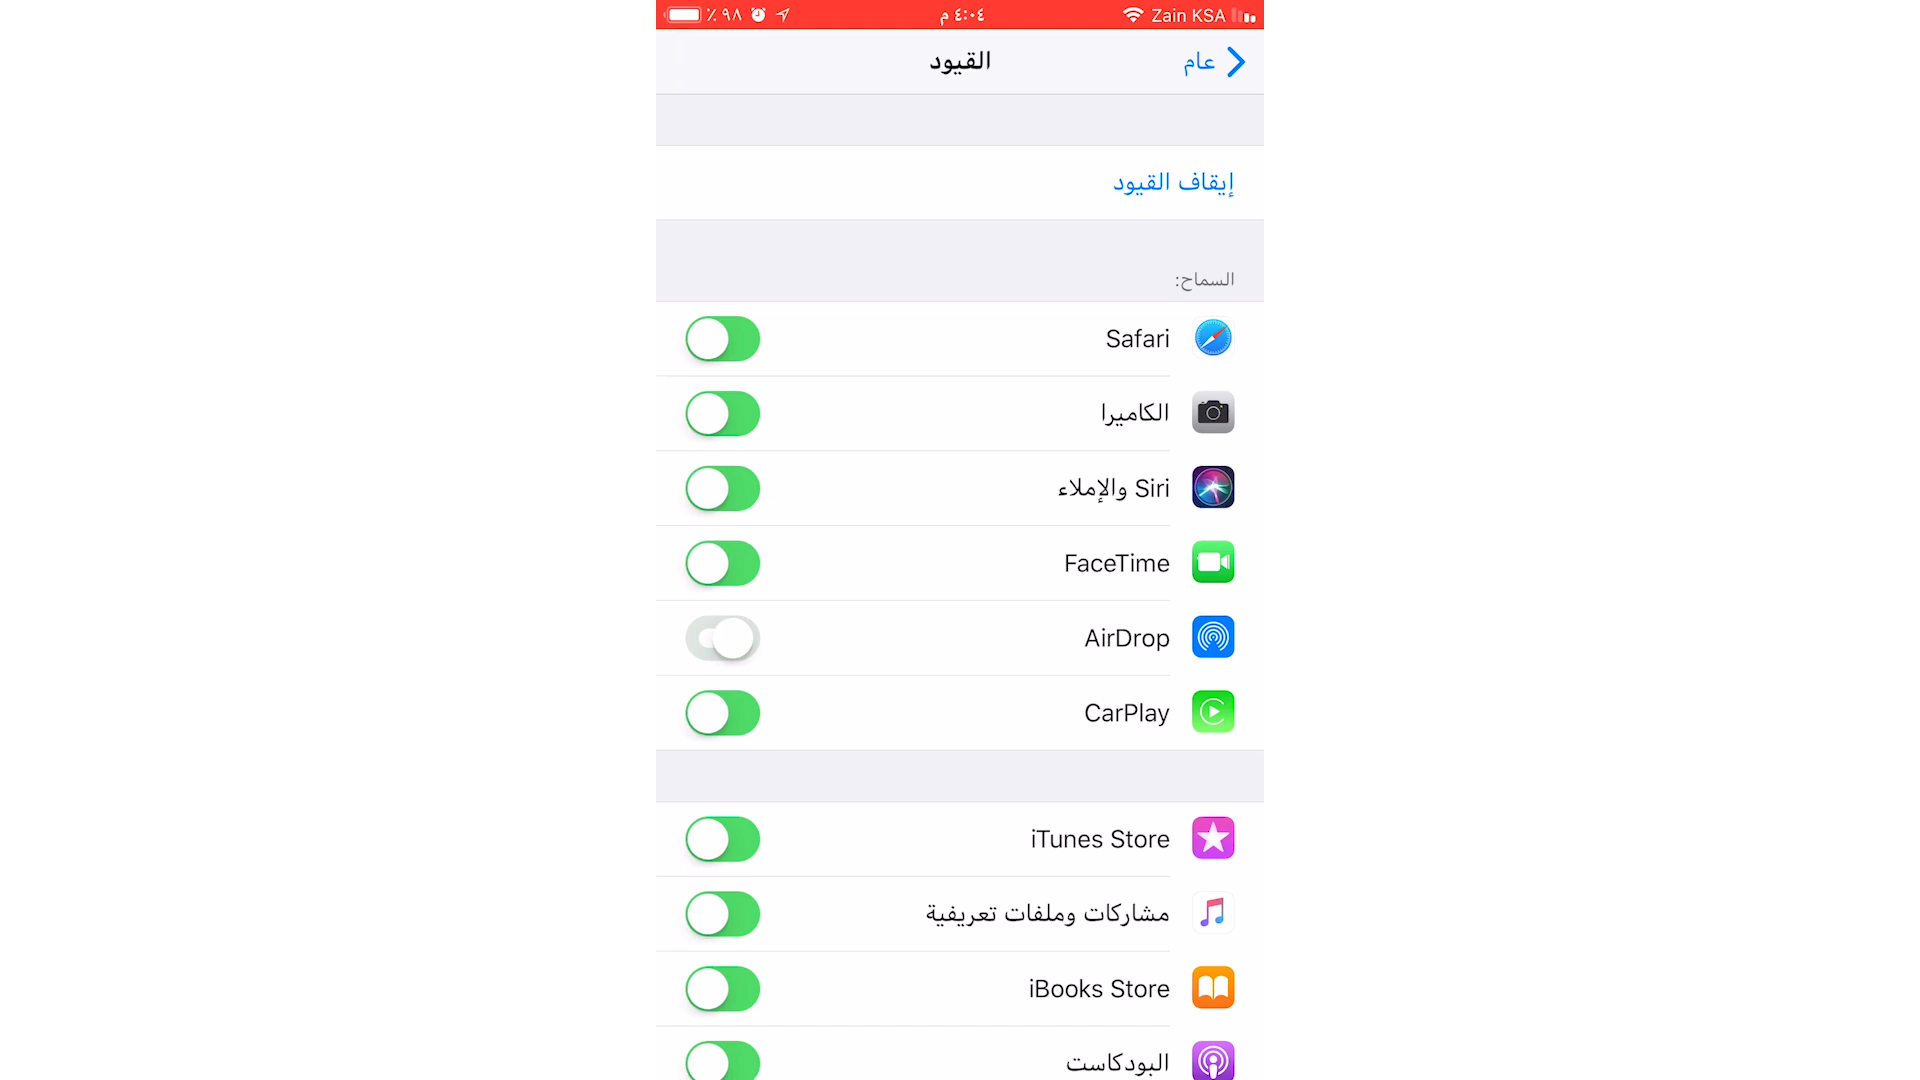 Zain KSA ٤:٠٤ م ٩٨ ٪
عام
القيود
إيقاف القيود
السماح:
Safari
الكاميرا
Siri والإملاء
FaceTime
AirDrop
CarPlay
iTunes Store
مشاركات وملفات تعريفية
iBooks Store
البودكاست